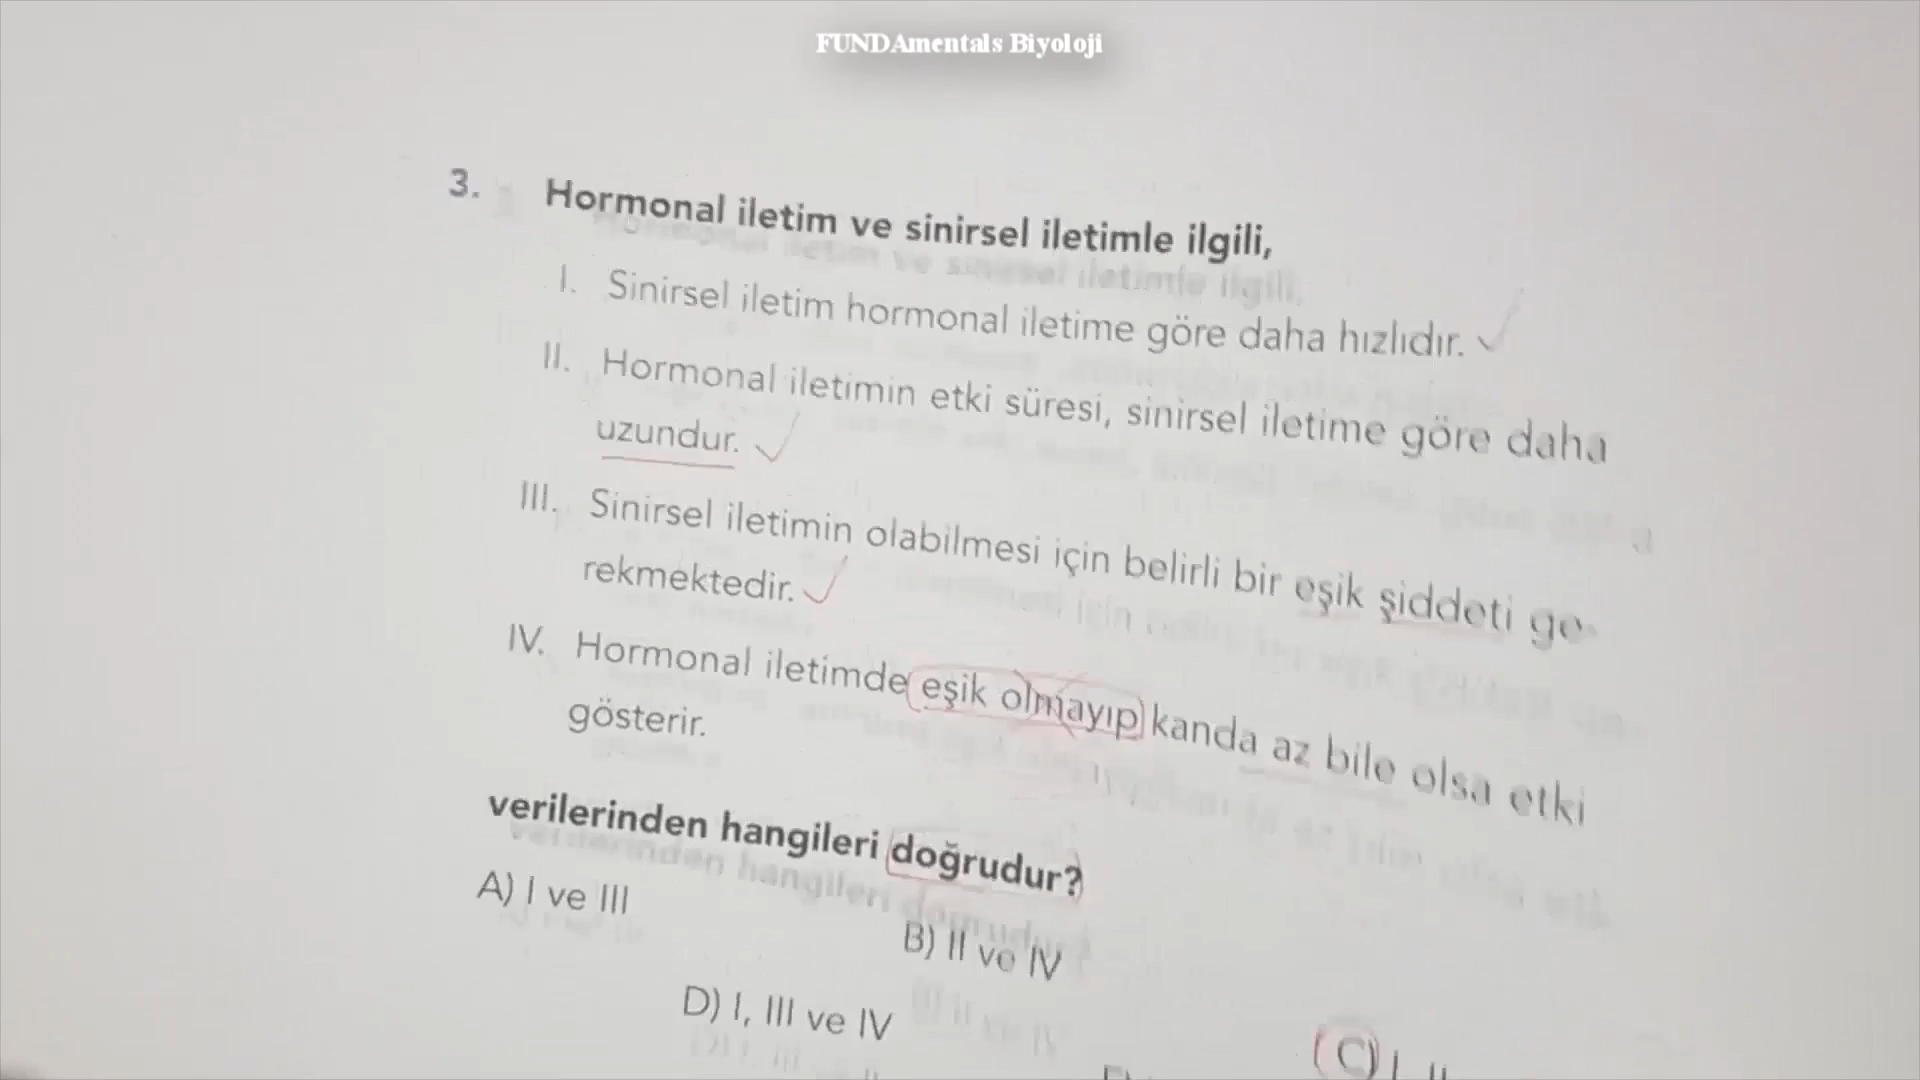 FUNDAmentals Biyoloji
3. Hormonal iletim ve sinirsel iletimle ilgili,
I. Sinirsel iletim hormonal iletime göre daha hızlıdır.
II. Hormonal iletimin etki süresi, sinirsel iletime göre daha
uzundur.
III. Sinirsel iletimin olabilmesi için belirli bir eşik şiddeti ge-
rekmektedir.
IV. Hormonal iletimde eşik olmayıp kanda az bile olsa etki
gösterir.
verilerinden hangileri doğrudur?
A) I ve III
B) II ve IV
C) I
D) I, III ve IV